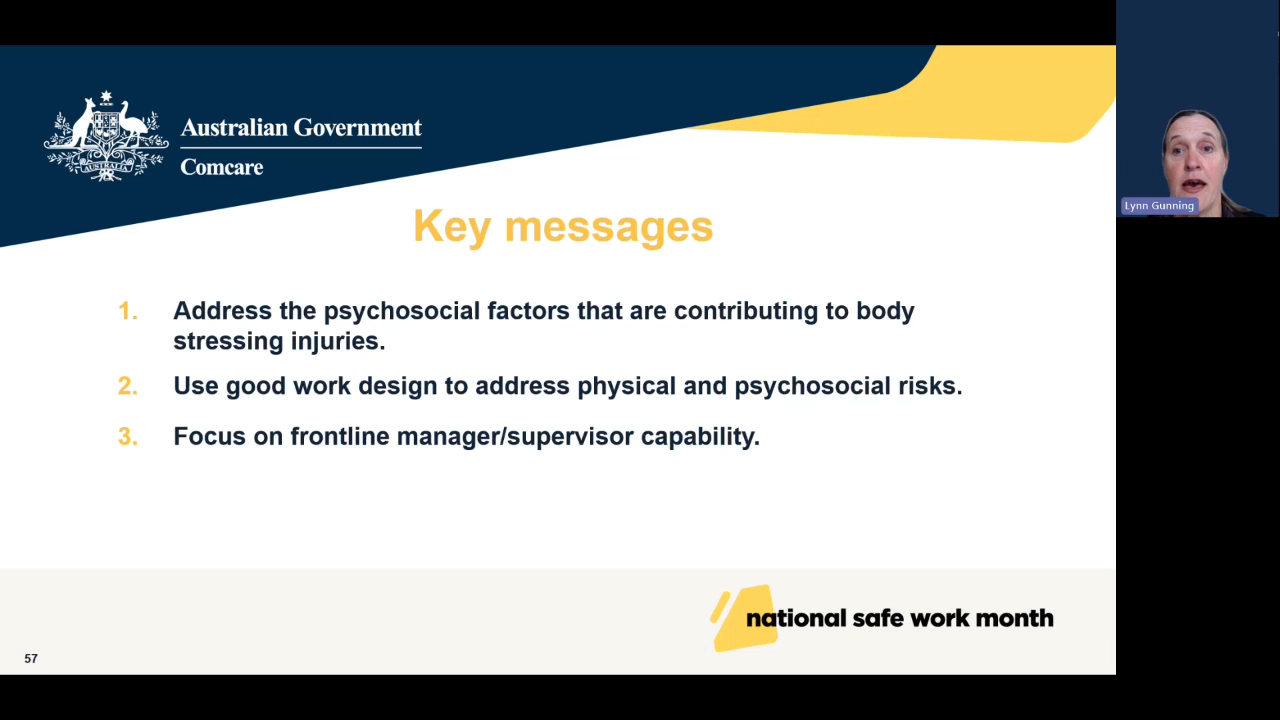 Australian Government
Comcare
AUSTRALIA
Key messages
1. Address the psychosocial factors that are contributing to body
stressing injuries.
2. Use good work design to address physical and psychosocial risks.
3. Focus on frontline manager/supervisor capability.
national safe work month
57
Lynn Gunning